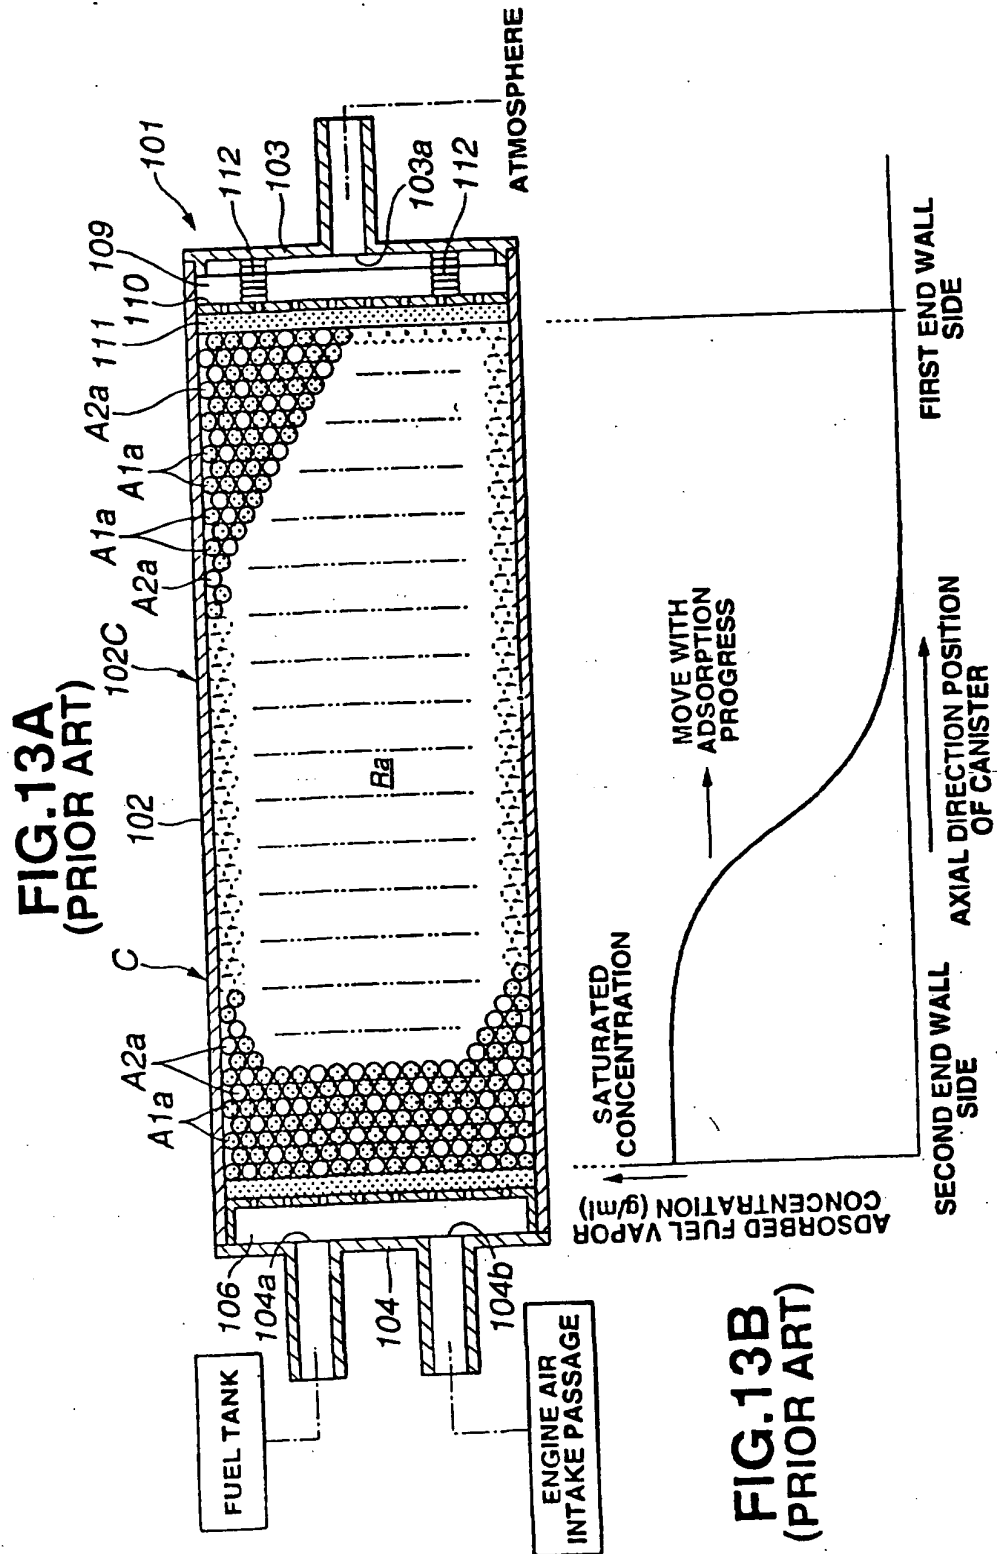 FIG.13A
(PRIOR ART)
102
102C
C
A2a
A1a
A2a
A1a
A1a
A2a
111
110
109
101
112
103
103a
112
ATMOSPHERE
Ra
106
104a
104
104b
FUEL TANK
ENGINE AIR
INTAKE PASSAGE
FIG.13B
(PRIOR ART)
ADSORBED FUEL VAPOR
CONCENTRATION (g/ml)
SATURATED
CONCENTRATION
MOVE WITH
ADSORPTION
PROGRESS
SECOND END WALL
SIDE
AXIAL DIRECTION POSITION
OF CANISTER
FIRST END WALL
SIDE